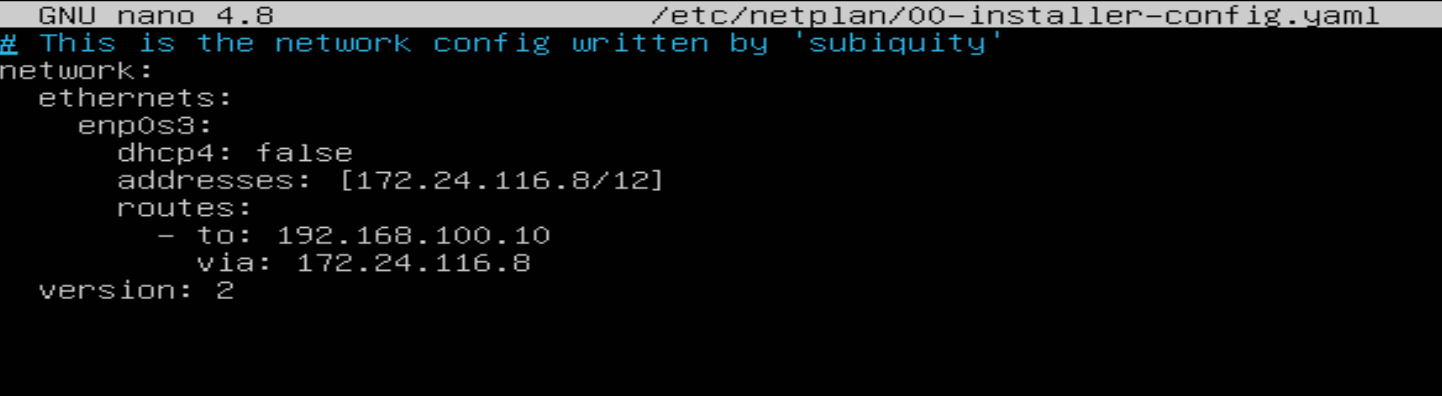 GNU nano 4.8 /etc/netplan/00-installer-config.yaml
# This is the network config written by 'subiquity'
network:
  ethernets:
    enp0s3:
      dhcp4: false
      addresses: [172.24.116.8/12]
      routes:
        - to: 192.168.100.10
          via: 172.24.116.8
  version: 2